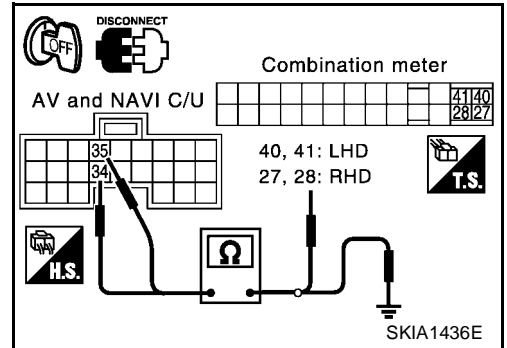 OFF
DISCONNECT
Combination meter
AV and NAVI C/U
41 40
28 27
35
34
40, 41: LHD
27, 28: RHD
T.S.
H.S.
Ω
SKIA1436E